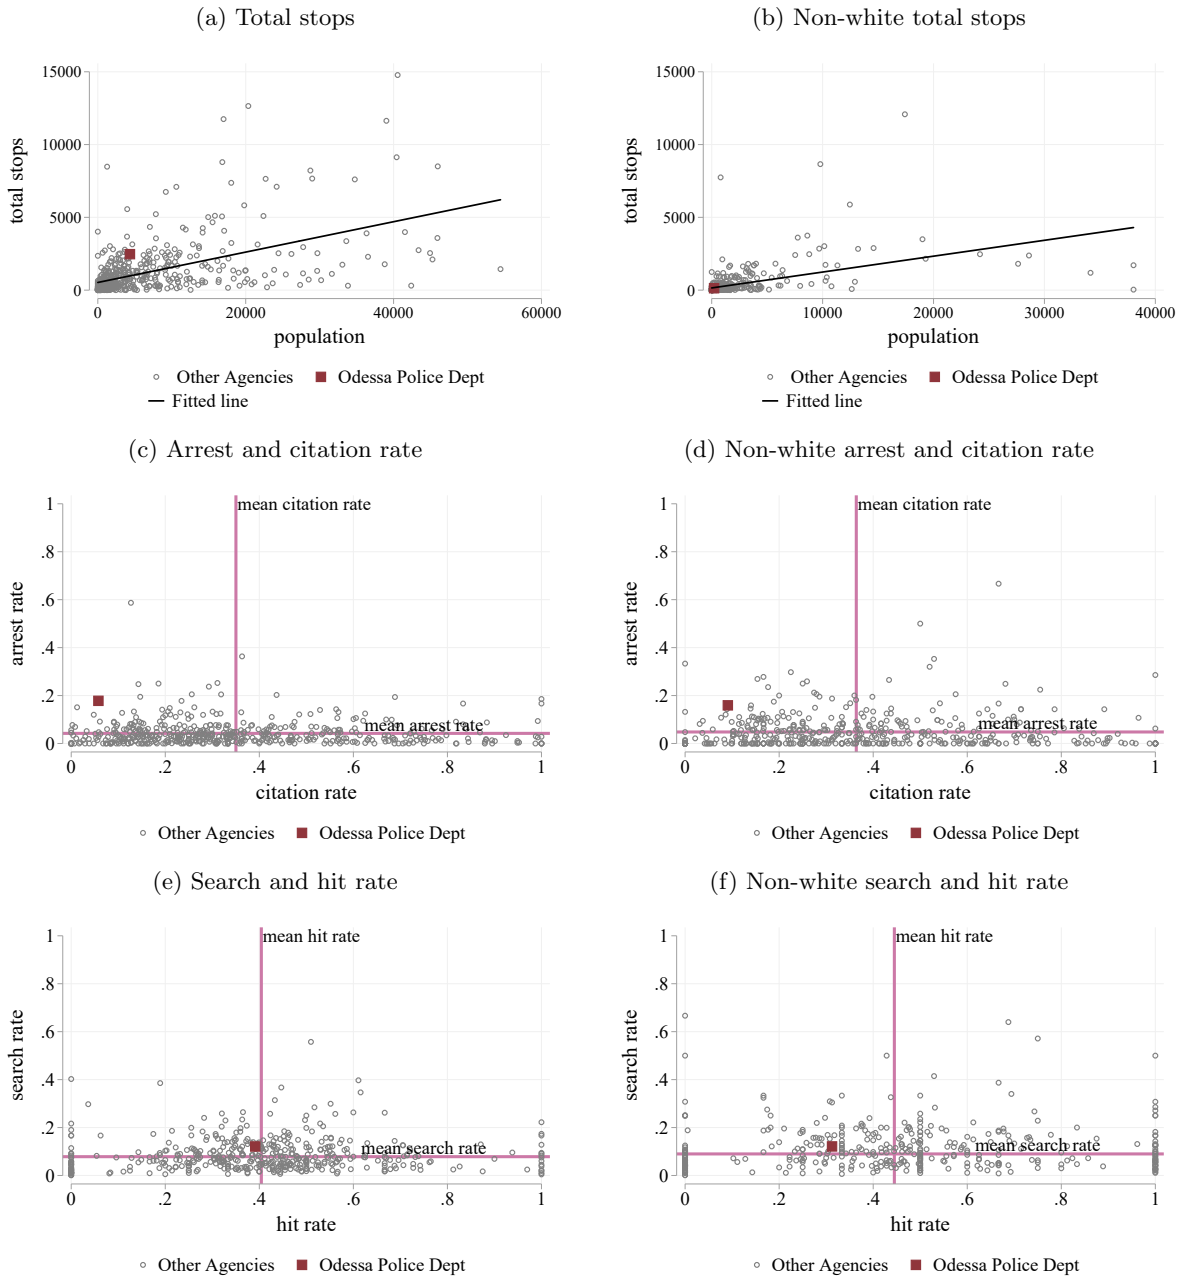 (a) Total stops
(b) Non-white total stops
15000
10000
5000
0
total stops
0 20000 40000 60000
population
Other Agencies Odessa Police Dept
Fitted line
15000
10000
5000
0
total stops
0 10000 20000 30000 40000
population
Other Agencies Odessa Police Dept
Fitted line
(c) Arrest and citation rate
(d) Non-white arrest and citation rate
1
.8
.6
.4
.2
0
arrest rate
mean citation rate
mean arrest rate
0 .2 .4 .6 .8 1
citation rate
Other Agencies Odessa Police Dept
1
.8
.6
.4
.2
0
arrest rate
mean citation rate
mean arrest rate
0 .2 .4 .6 .8 1
citation rate
Other Agencies Odessa Police Dept
(e) Search and hit rate
(f) Non-white search and hit rate
1
.8
.6
.4
.2
0
search rate
mean hit rate
mean search rate
0 .2 .4 .6 .8 1
hit rate
Other Agencies Odessa Police Dept
1
.8
.6
.4
.2
0
search rate
mean hit rate
mean search rate
0 .2 .4 .6 .8 1
hit rate
Other Agencies Odessa Police Dept